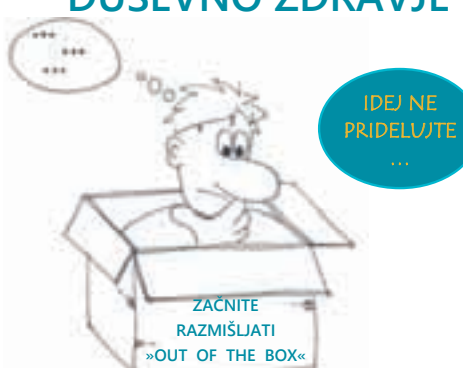 DUŠEVNO ZDRAVJE
IDEJ NE
PRIDELUJTE
...
ZAČNITE
RAZMIŠLJATI
»OUT OF THE BOX«